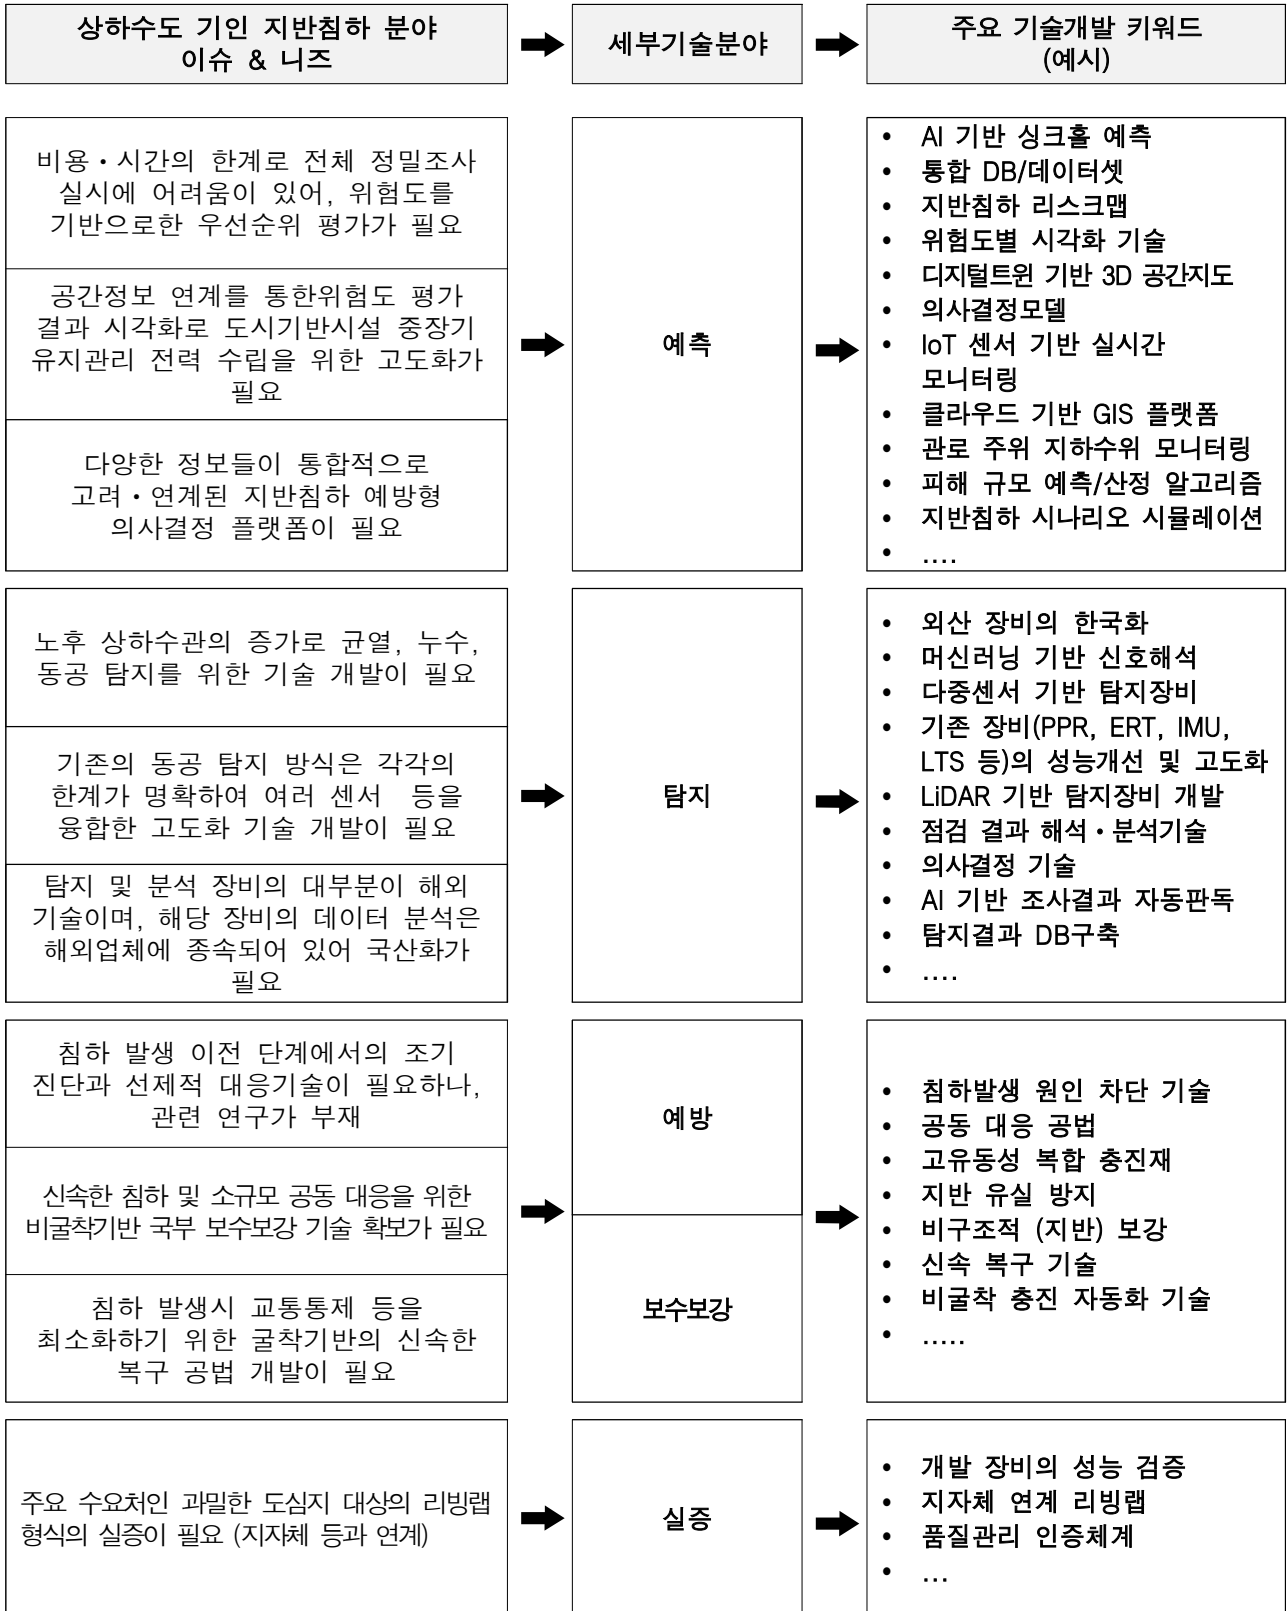 상하수도 기인 지반침하 분야
이슈 & 니즈
세부기술분야
주요 기술개발 키워드
(예시)
비용·시간의 한계로 전체 정밀조사
실시에 어려움이 있어, 위험도를
기반으로한 우선순위 평가가 필요
공간정보 연계를 통한위험도 평가
결과 시각화로 도시기반시설 중장기
유지관리 전력 수립을 위한 고도화가
필요
다양한 정보들이 통합적으로
고려·연계된 지반침하 예방형
의사결정 플랫폼이 필요
예측
• AI 기반 싱크홀 예측
• 통합 DB/데이터셋
• 지반침하 리스크맵
• 위험도별 시각화 기술
• 디지털트윈 기반 3D 공간지도
• 의사결정모델
• IoT 센서 기반 실시간
모니터링
• 클라우드 기반 GIS 플랫폼
• 관로 주위 지하수위 모니터링
• 피해 규모 예측/산정 알고리즘
• 지반침하 시나리오 시뮬레이션
• ....
노후 상하수관의 증가로 균열, 누수,
동공 탐지를 위한 기술 개발이 필요
기존의 동공 탐지 방식은 각각의
한계가 명확하여 여러 센서 등을
융합한 고도화 기술 개발이 필요
탐지 및 분석 장비의 대부분이 해외
기술이며, 해당 장비의 데이터 분석은
해외업체에 종속되어 있어 국산화가
필요
탐지
• 외산 장비의 한국화
• 머신러닝 기반 신호해석
• 다중센서 기반 탐지장비
• 기존 장비(PPR, ERT, IMU,
LTS 등)의 성능개선 및 고도화
• LiDAR 기반 탐지장비 개발
• 점검 결과 해석·분석기술
• 의사결정 기술
• AI 기반 조사결과 자동판독
• 탐지결과 DB구축
• ....
침하 발생 이전 단계에서의 조기
진단과 선제적 대응기술이 필요하나,
관련 연구가 부재
신속한 침하 및 소규모 공동 대응을 위한
비굴착기반 국부 보수보강 기술 확보가 필요
침하 발생시 교통통제 등을
최소화하기 위한 굴착기반의 신속한
복구 공법 개발이 필요
예방
보수보강
• 침하발생 원인 차단 기술
• 공동 대응 공법
• 고유동성 복합 충진재
• 지반 유실 방지
• 비구조적 (지반) 보강
• 신속 복구 기술
• 비굴착 충진 자동화 기술
• .....
주요 수요처인 과밀한 도심지 대상의 리빙랩
형식의 실증이 필요 (지자체 등과 연계)
실증
• 개발 장비의 성능 검증
• 지자체 연계 리빙랩
• 품질관리 인증체계
• ...